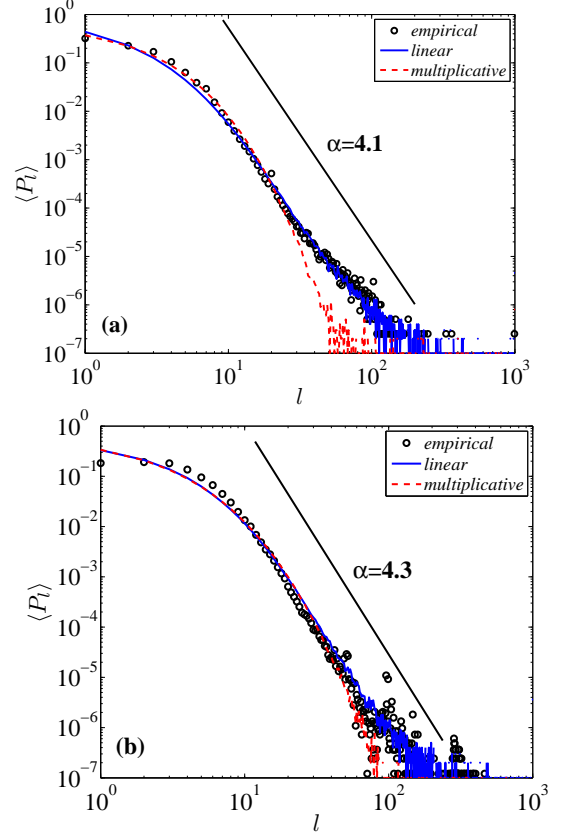 10^0
10^-1
10^-2
10^-3
10^-4
10^-5
10^-6
10^-7
⟨P_l⟩
empirical
linear
multiplicative
α=4.1
(a)
10^0 10^1 10^2 10^3
l
10^0
10^-1
10^-2
10^-3
10^-4
10^-5
10^-6
10^-7
⟨P_l⟩
empirical
linear
multiplicative
α=4.3
(b)
10^0 10^1 10^2 10^3
l